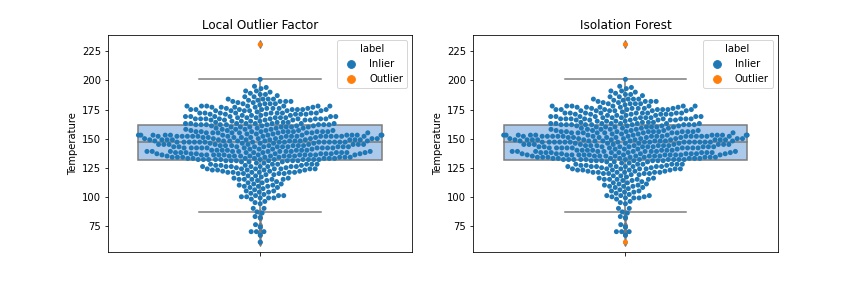 Local Outlier Factor
label
Inlier
Outlier
Temperature
225
200
175
150
125
100
75
Isolation Forest
label
Inlier
Outlier
Temperature
225
200
175
150
125
100
75